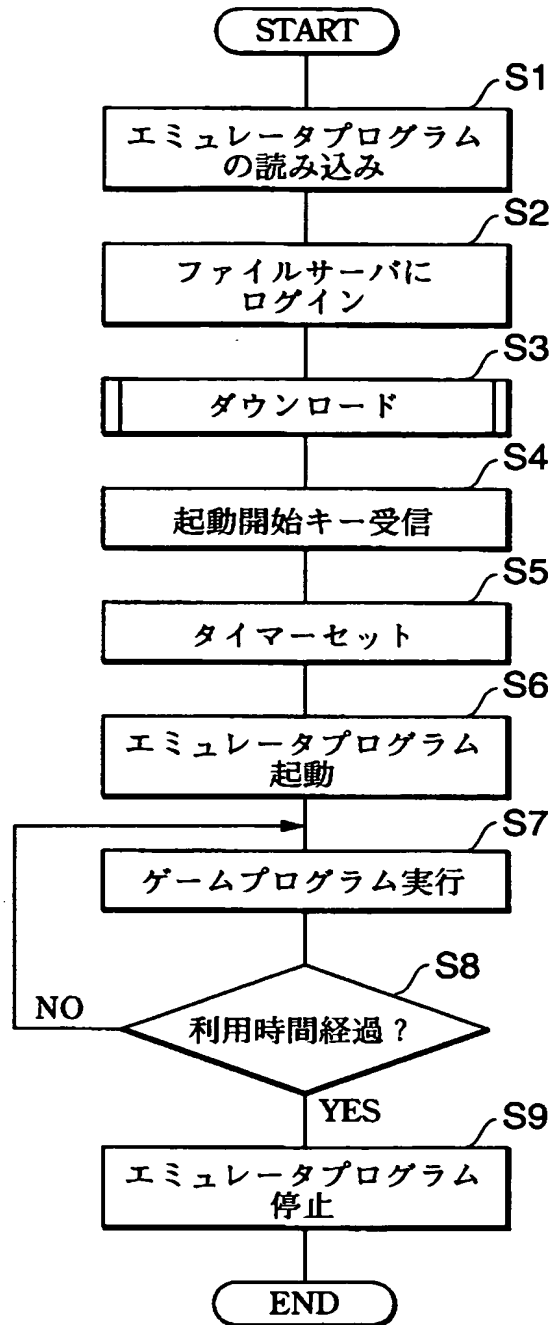 START
S1
エミュレータプログラム
の読み込み
S2
ファイルサーバに
ログイン
S3
ダウンロード
S4
起動開始キー受信
S5
タイマーセット
S6
エミュレータプログラム
起動
S7
ゲームプログラム実行
S8
利用時間経過？
NO
YES
S9
エミュレータプログラム
停止
END